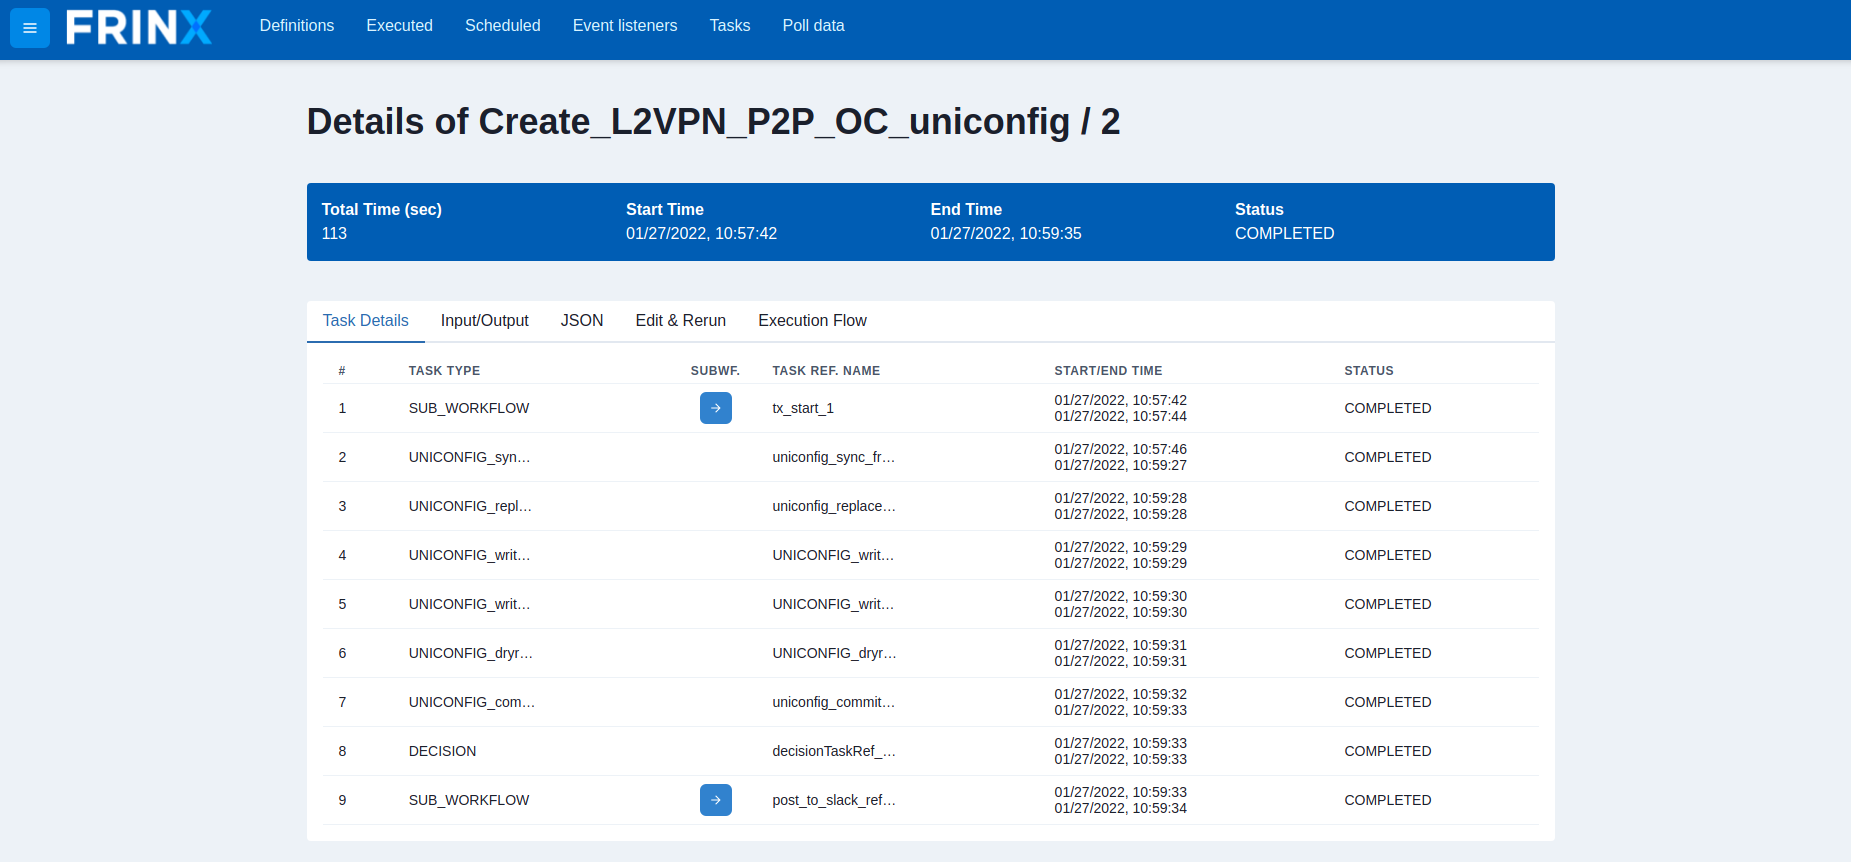 FRINX Definitions Executed Scheduled Event listeners Tasks Poll data
Details of Create_L2VPN_P2P_OC_uniconfig / 2
Total Time (sec) Start Time End Time Status
113 01/27/2022, 10:57:42 01/27/2022, 10:59:35 COMPLETED
Task Details Input/Output JSON Edit & Rerun Execution Flow
# TASK TYPE SUBWF. TASK REF. NAME START/END TIME STATUS
1 SUB_WORKFLOW tx_start_1 01/27/2022, 10:57:42 COMPLETED
01/27/2022, 10:57:44
2 UNICONFIG_syn… uniconfig_sync_fr… 01/27/2022, 10:57:46 COMPLETED
01/27/2022, 10:59:27
3 UNICONFIG_repl… uniconfig_replace… 01/27/2022, 10:59:28 COMPLETED
01/27/2022, 10:59:28
4 UNICONFIG_writ… UNICONFIG_writ… 01/27/2022, 10:59:29 COMPLETED
01/27/2022, 10:59:29
5 UNICONFIG_writ… UNICONFIG_writ… 01/27/2022, 10:59:30 COMPLETED
01/27/2022, 10:59:30
6 UNICONFIG_dryr… UNICONFIG_dryr… 01/27/2022, 10:59:31 COMPLETED
01/27/2022, 10:59:31
7 UNICONFIG_com… uniconfig_commit… 01/27/2022, 10:59:32 COMPLETED
01/27/2022, 10:59:33
8 DECISION decisionTaskRef_… 01/27/2022, 10:59:33 COMPLETED
01/27/2022, 10:59:33
9 SUB_WORKFLOW post_to_slack_ref… 01/27/2022, 10:59:33 COMPLETED
01/27/2022, 10:59:34